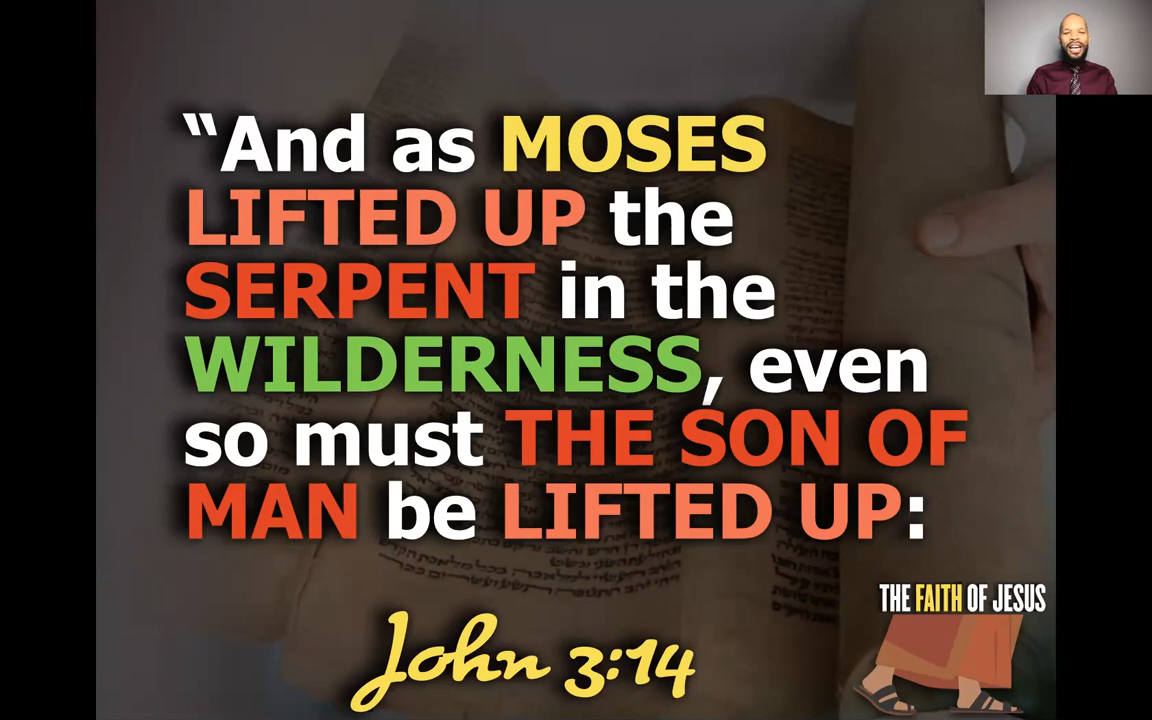 “And as MOSES
LIFTED UP the
SERPENT in the
WILDERNESS, even
so must THE SON OF
MAN be LIFTED UP:
THE FAITH OF JESUS
John 3:14